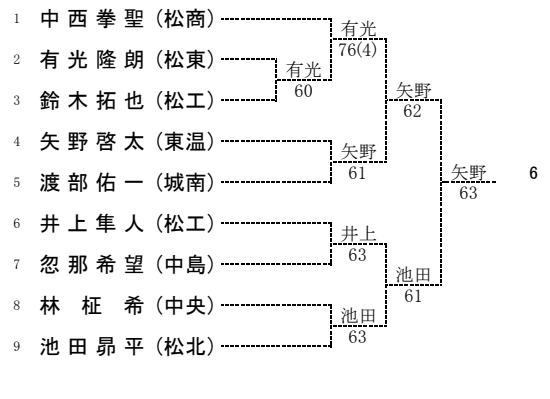 1 中西拳聖（松商）
有光
76(4)
2 有光隆朗（松東）
有光
60
3 鈴木拓也（松工）
矢野
62
4 矢野啓太（東温）
矢野
61
5 渡部佑一（城南）
矢野
63
6
6 井上隼人（松工）
井上
63
7 忽那希望（中島）
池田
61
8 林柾希（中央）
池田
63
9 池田昂平（松北）